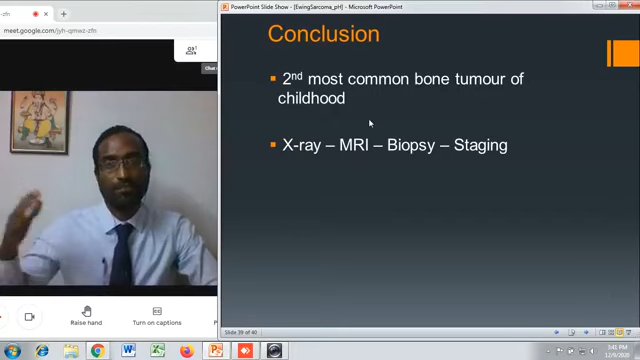 -zfn
meet.google.com/jyh-qmwz-zfn
1
Raise hand
Turn on captions
PowerPoint Slide Show - [EwingSarcoma_pH] - Microsoft PowerPoint
Conclusion
2nd most common bone tumour of
childhood
X-ray – MRI – Biopsy – Staging
Slide 39 of 40
3:41 PM
12/9/2020